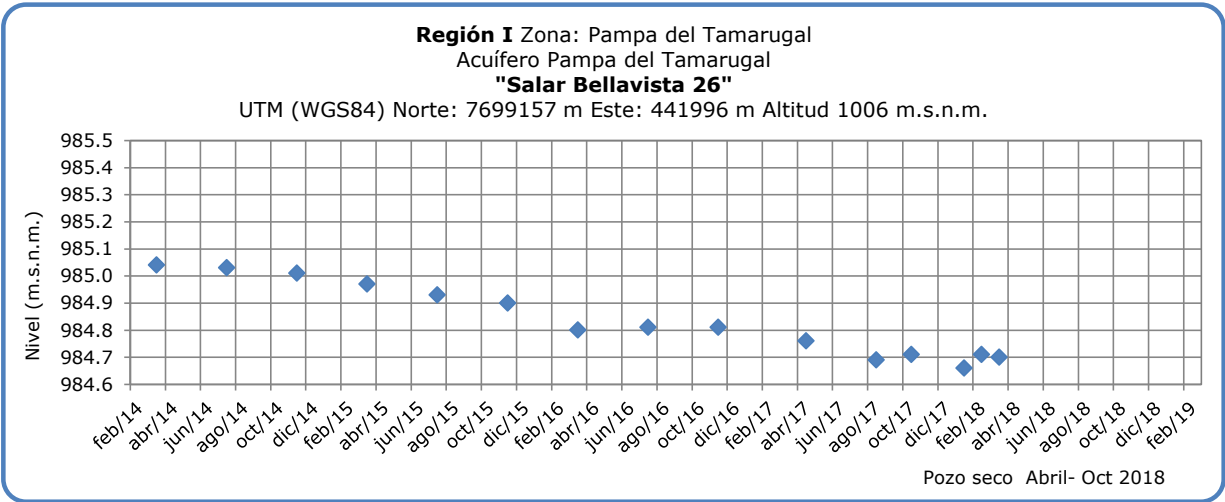 Región I Zona: Pampa del Tamarugal
Acuífero Pampa del Tamarugal
"Salar Bellavista 26"
UTM (WGS84) Norte: 7699157 m Este: 441996 m Altitud 1006 m.s.n.m.
Nivel (m.s.n.m.)
985.5
985.4
985.3
985.2
985.1
985.0
984.9
984.8
984.7
984.6
feb/14
abr/14
jun/14
ago/14
oct/14
dic/14
feb/15
abr/15
jun/15
ago/15
oct/15
dic/15
feb/16
abr/16
jun/16
ago/16
oct/16
dic/16
feb/17
abr/17
jun/17
ago/17
oct/17
dic/17
feb/18
abr/18
jun/18
ago/18
oct/18
dic/18
feb/19
Pozo seco Abril- Oct 2018